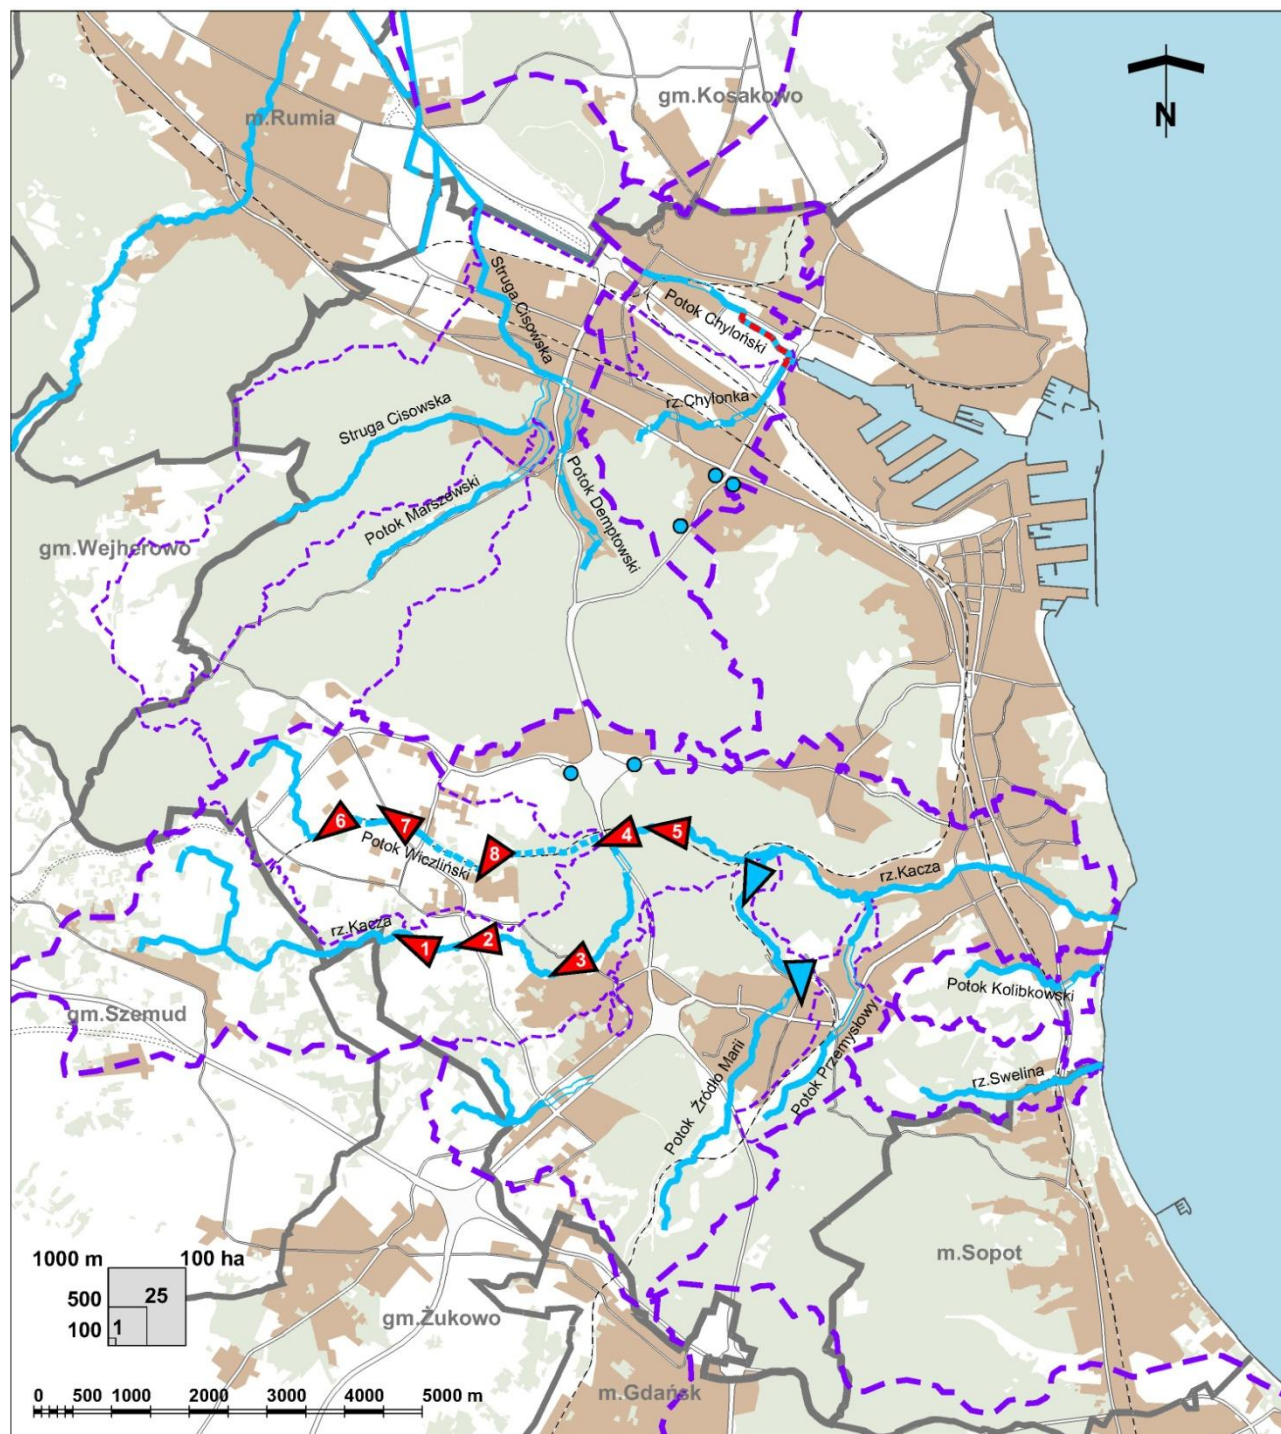 gm.Kosakowo
m.Rumia
N
Struga Cisowska
Potok Chyloński
rz.Chylonka
Struga Cisowska
Potok Marszewski
Potok Demptowski
gm.Wejherowo
6
7
4
5
8
Potok Wiczliński
rz.Kacza
rz.Kacza
1
2
3
Potok Kolibkowski
gm.Szemud
Potok Źródło Marii
Potok Przemysłowy
rz.Swelina
m.Sopot
1000 m
100 ha
500
25
100
1
gm.Żukowo
m.Gdańsk
0 500 1000 2000 3000 4000 5000 m